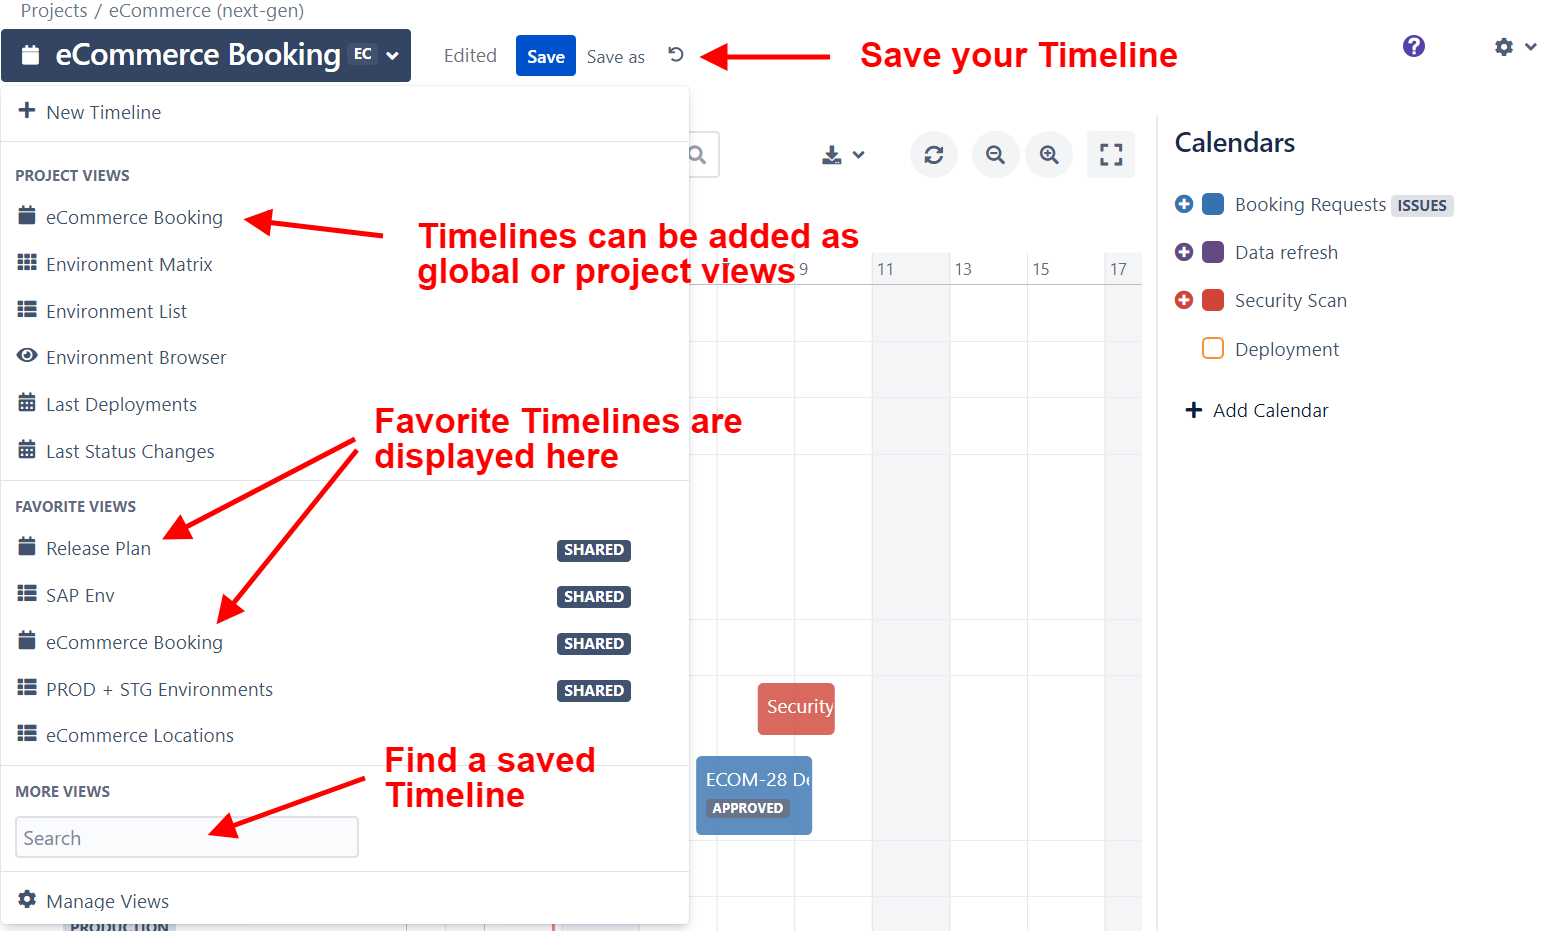 Projects / eCommerce (next-gen)
eCommerce Booking EC
Edited
Save
Save as
Save your Timeline
New Timeline
PROJECT VIEWS
eCommerce Booking
Timelines can be added as
global or project views
Environment Matrix
Environment List
Environment Browser
Last Deployments
Last Status Changes
Favorite Timelines are
displayed here
FAVORITE VIEWS
Release Plan SHARED
SAP Env SHARED
eCommerce Booking SHARED
PROD + STG Environments SHARED
eCommerce Locations
Find a saved
Timeline
MORE VIEWS
Search
Manage Views
PRODUCTION
9 11 13 15 17
Security
ECOM-28 De
APPROVED
Calendars
Booking Requests ISSUES
Data refresh
Security Scan
Deployment
Add Calendar